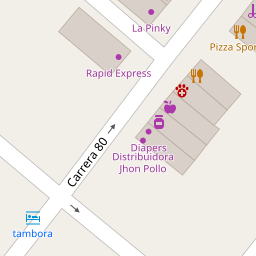 La Pinky
Pizza Spor
Rapid Express
Carrera 80
Diapers
Distribuidora
Jhon Pollo
tambora